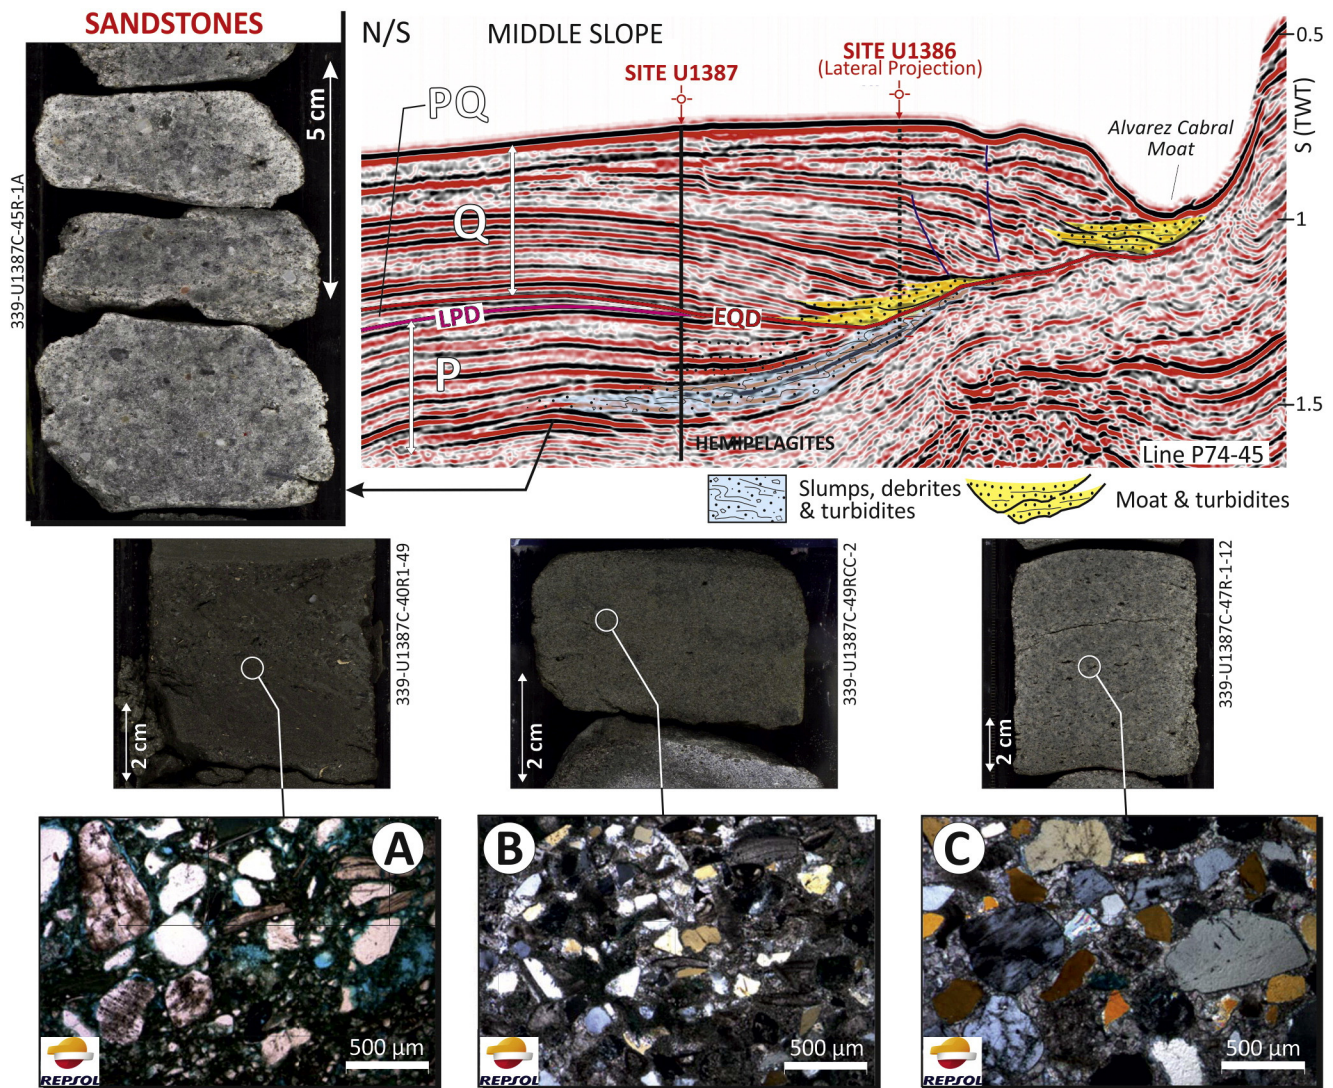 SANDSTONES
5 cm
339-U1387C-45R-1A
N/S
MIDDLE SLOPE
SITE U1387
SITE U1386
(Lateral Projection)
Alvarez Cabral
Moat
0.5
1
1.5
S (TWT)
PQ
Q
LPD
EQD
P
HEMIPELAGITES
Line P74-45
Slumps, debrites
& turbidites
Moat & turbidites
2 cm
339-U1387C-40R1-49
2 cm
339-U1387C-49RCC-2
2 cm
339-U1387C-47R-1-12
A
REPSOL
500 µm
B
REPSOL
500 µm
C
REPSOL
500 µm